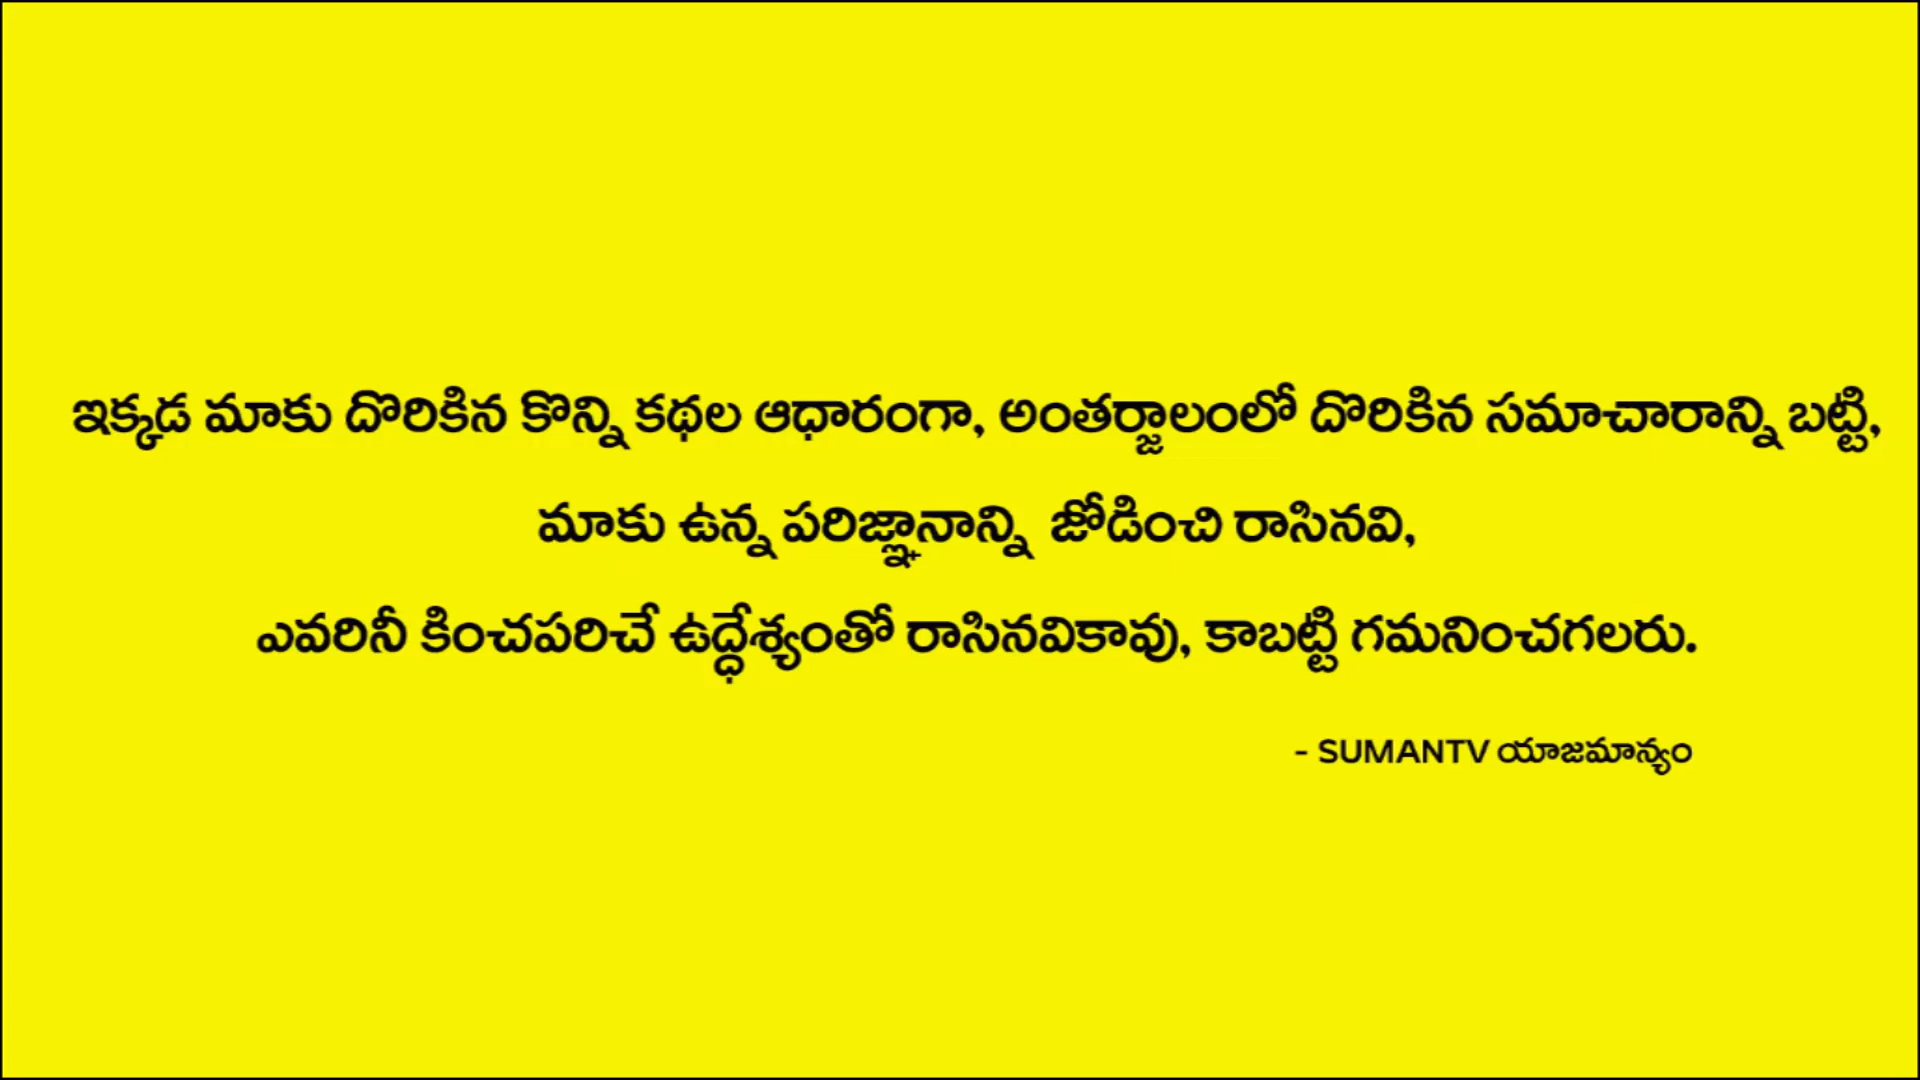 ఇక్కడ మాకు దొరికిన కొన్ని కథల ఆధారంగా, అంతర్జాలంలో దొరికిన సమాచారాన్ని బట్టి,
మాకు ఉన్న పరిజ్ఞానాన్ని జోడించి రాసినవి,
ఎవరినీ కించపరిచే ఉద్ధేశ్యంతో రాసినవికావు, కాబట్టి గమనించగలరు.
- SUMANTV యాజమాన్యం